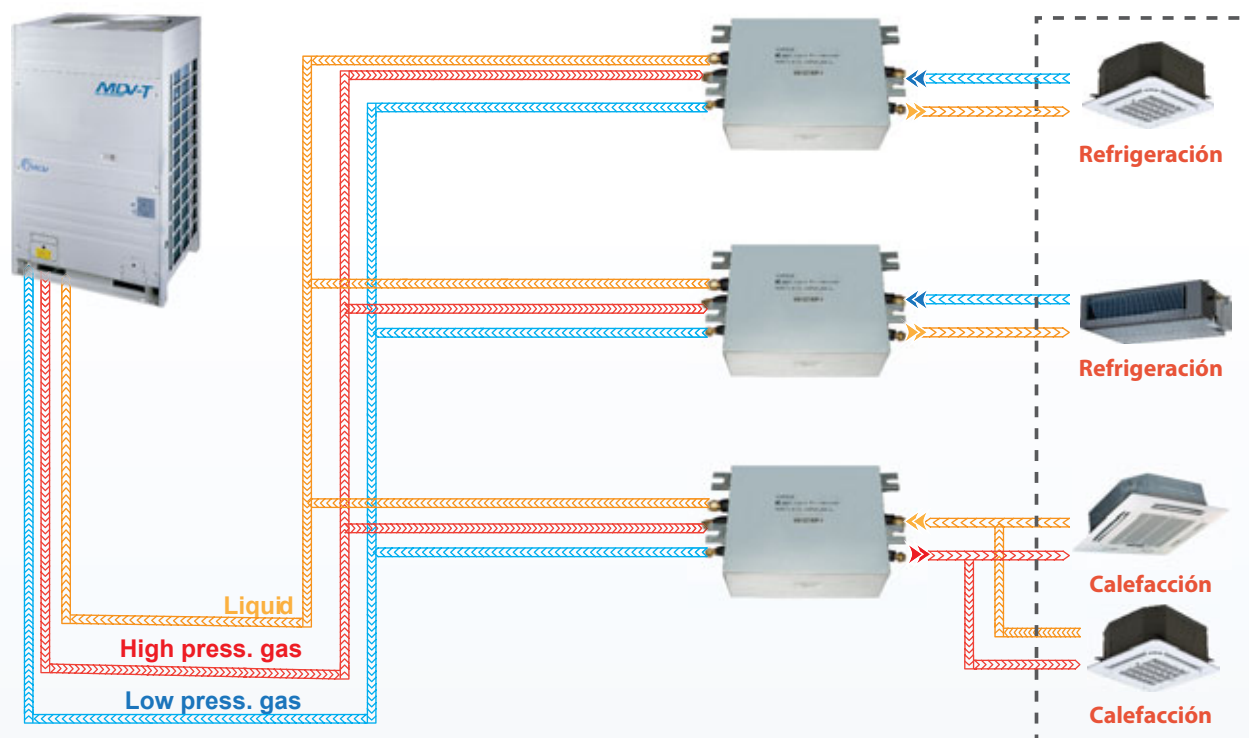 MDV-T
Refrigeración
Refrigeración
Calefacción
Liquid
High press. gas
Low press. gas
Calefacción